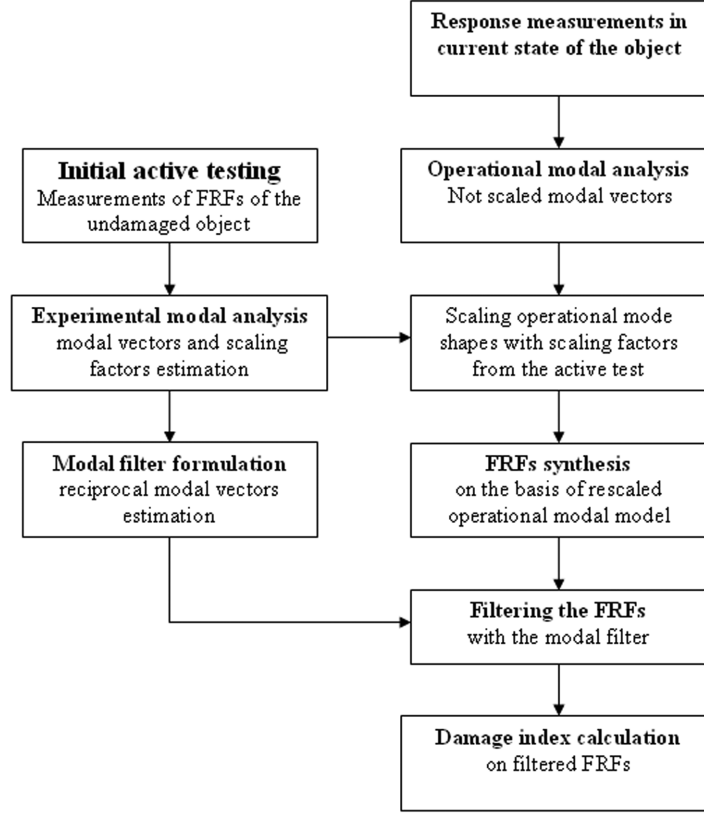 Response measurements in
current state of the object
Initial active testing
Measurements of FRFs of the
undamaged object
Operational modal analysis
Not scaled modal vectors
Experimental modal analysis
modal vectors and scaling
factors estimation
Scaling operational mode
shapes with scaling factors
from the active test
Modal filter formulation
reciprocal modal vectors
estimation
FRFs synthesis
on the basis of rescaled
operational modal model
Filtering the FRFs
with the modal filter
Damage index calculation
on filtered FRFs